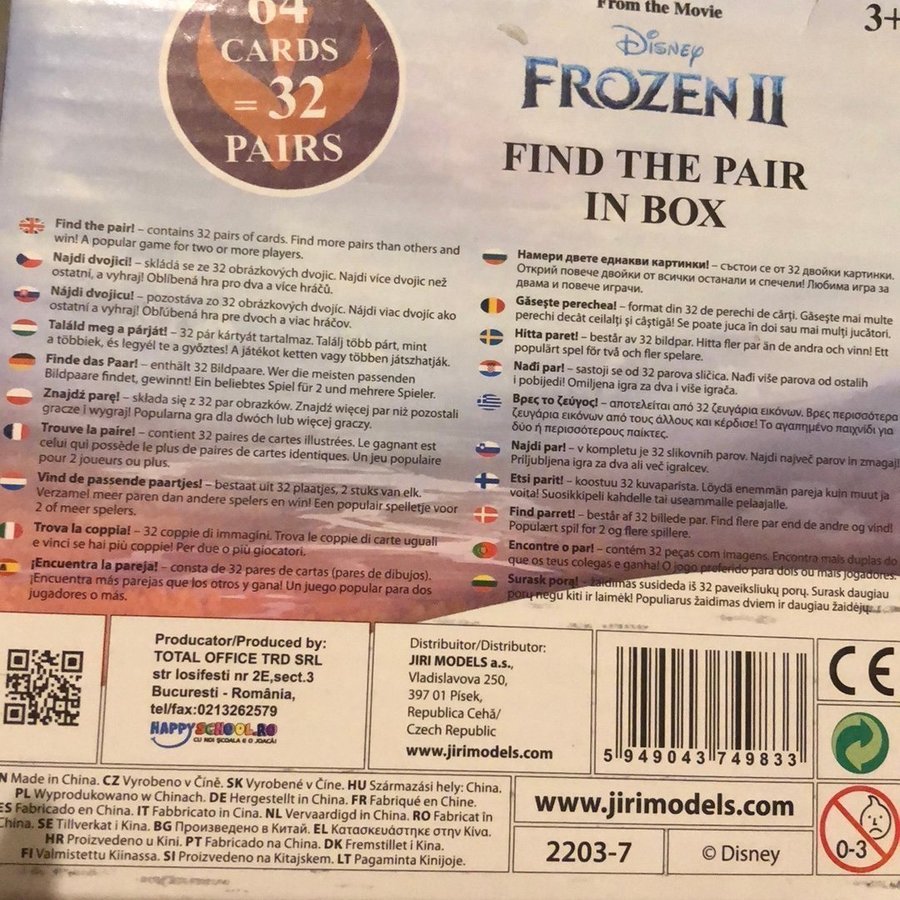 64
CARDS
= 32
PAIRS
From the Movie
3+
Disney
FROZEN II
FIND THE PAIR
IN BOX
Find the pair! – contains 32 pairs of cards. Find more pairs than others and
win! A popular game for two or more players.
Najdi dvojici! – skládá se ze 32 obrázkových dvojic. Najdi více dvojic než
ostatní, a vyhraj! Oblíbená hra pro dva a více hráčů.
Nájdi dvojicu! – pozostáva zo 32 obrázkových dvojíc. Nájdi viac dvojíc ako
ostatní a vyhraj! Obľúbená hra pre dvoch a viac hráčov.
Találd meg a párját! – 32 pár kártyát tartalmaz. Találj több párt, mint
a többiek, és legyél te a győztes! A játékot ketten vagy többen játszhatják.
Finde das Paar! – enthält 32 Bildpaare. Wer die meisten passenden
Bildpaare findet, gewinnt! Ein beliebtes Spiel für 2 und mehrere Spieler.
Znajdź parę! – składa się z 32 par obrazków. Znajdź więcej par niż pozostali
gracze i wygraj! Popularna gra dla dwóch lub więcej graczy.
Trouve la paire! – contient 32 paires de cartes illustrées. Le gagnant est
celui qui possède le plus de paires de cartes identiques. Un jeu populaire
pour 2 joueurs ou plus.
Vind de passende paartjes! – bestaat uit 32 plaatjes, 2 stuks van elk.
Verzamel meer paren dan andere spelers en win! Een populair spelletje voor
2 of meer spelers.
Trova la coppia! – 32 coppie di immagini. Trova le coppie di carte uguali
e vinci se hai più coppie! Per due o più giocatori.
¡Encuentra la pareja! – consta de 32 pares de cartas (pares de dibujos).
¡Encuentra más parejas que los otros y gana! Un juego popular para dos
jugadores o más.
Намери двете еднакви картинки! – състои се от 32 двойки картинки.
Открий повече двойки от всички останали и спечели! Любима игра за
двама и повече играчи.
Găsește perechea! – format din 32 de perechi de cărți. Găsește mai multe
perechi decât ceilalți și câștigă! Se poate juca în doi sau mai mulți jucători.
Hitta paret! – består av 32 bildpar. Hitta fler par än de andra och vinn! Ett
populärt spel för två och fler spelare.
Nađi par! – sastoji se od 32 parova sličica. Nađi više parova od ostalih
i pobijedi! Omiljena igra za dva i više igrača.
Βρες το ζεύγος! – αποτελείται από 32 ζευγάρια εικόνων. Βρες περισσότερα
ζευγάρια εικόνων από τους άλλους και κέρδισε! Το αγαπημένο παιχνίδι για
δύο ή περισσότερους παίκτες.
Najdi par! – v kompletu je 32 slikovnih parov. Najdi največ parov in zmagaj!
Priljubljena igra za dva ali več igralcev.
Etsi parit! – koostuu 32 kuvaparista. Löydä enemmän pareja kuin muut ja
voita! Suosikkipeli kahdelle tai useammalle pelaajalle.
Find parret! – består af 32 billede par. Find flere par end de andre og vind!
Populært spil for 2 og flere spillere.
Encontre o par! – contém 32 peças com imagens. Encontra mais duplas do
que os teus colegas e ganha! O jogo preferido para dois ou mais jogadores.
Surask porą! – žaidimas susideda iš 32 paveiksliukų porų. Surask daugiau
porų negu kiti ir laimėk! Populiarus žaidimas dviem ir daugiau žaidėjų.
Producator/Produced by:
TOTAL OFFICE TRD SRL
str Iosifesti nr 2E,sect.3
Bucuresti - România,
tel/fax:0213262579
HAPPYSCHOOL.RO
CU NOI ȘCOALA E O JOACĂ!
Distribuitor/Distributor:
JIRI MODELS a.s.,
Vladislavova 250,
397 01 Písek,
Republica Cehă/
Czech Republic
www.jirimodels.com
5 949043 749833
CE
N Made in China. CZ Vyrobeno v Číně. SK Vyrobené v Číne. HU Származási hely: China.
PL Wyprodukowano w Chinach. DE Hergestellt in China. FR Fabriqué en Chine.
ES Fabricado en China. IT Fabbricato in Cina. NL Vervaardigd in China. RO Fabricat în
China. SE Tillverkat i Kina. BG Произведено в Китай. EL Κατασκευάστηκε στην Κίνα.
HR Proizvedeno u Kini. PT Fabricado na China. DK Fremstillet i Kina.
FI Valmistettu Kiinassa. SI Proizvedeno na Kitajskem. LT Pagaminta Kinijoje.
www.jirimodels.com
2203-7
© Disney
0-3